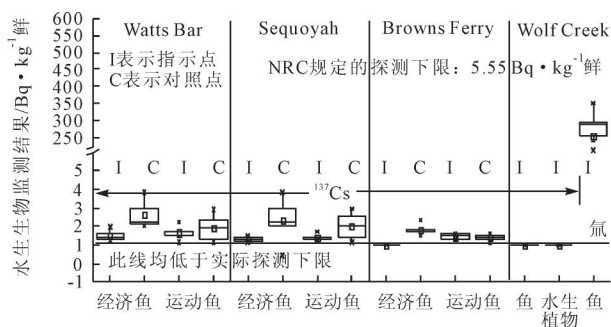 水生生物监测结果/Bq·kg⁻¹鲜
600
550
500
450
400
350
300
250
5
4
3
2
1
0
-1
Watts Bar Sequoyah Browns Ferry Wolf Creek
I表示指示点
C表示对照点
NRC规定的探测下限：5.55Bq·kg⁻¹鲜
I C I C I C I C I C I C I I I
¹³⁷Cs
氚
此线均低于实际探测下限
经济鱼 运动鱼 经济鱼 运动鱼 经济鱼 运动鱼 鱼 水生 鱼
植物